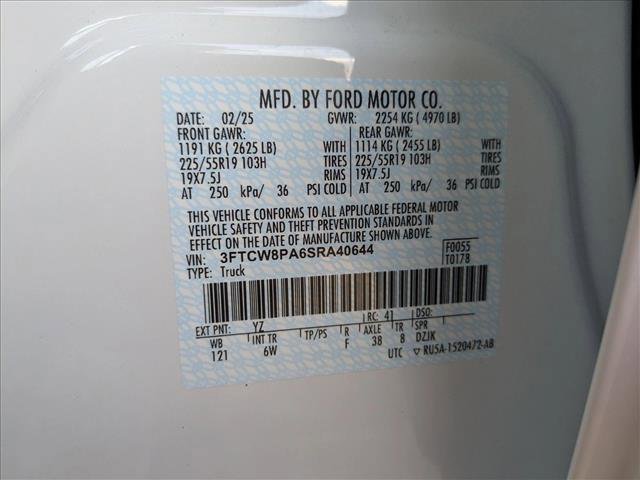 MFD. BY FORD MOTOR CO.
DATE: 02/25 GVWR: 2254 KG ( 4970 LB)
FRONT GAWR: REAR GAWR:
1191 KG ( 2625 LB) WITH 1114 KG ( 2455 LB) WITH
225/55R19 103H TIRES 225/55R19 103H TIRES
19X7.5J RIMS 19X7.5J RIMS
AT 250 kPa/ 36 PSI COLD AT 250 kPa/ 36 PSI COLD
THIS VEHICLE CONFORMS TO ALL APPLICABLE FEDERAL MOTOR
VEHICLE SAFETY AND THEFT PREVENTION STANDARDS IN
EFFECT ON THE DATE OF MANUFACTURE SHOWN ABOVE.
VIN: 3FTCW8PA6SRA40644 F0055
TYPE: Truck T0178
EXT PNT: YZ RC: 41 DSO:
WB INT TR TP/PS R AXLE TR SPR
121 6W F 38 8 DZJK
UTC ▽ RU5A-1520472-AB